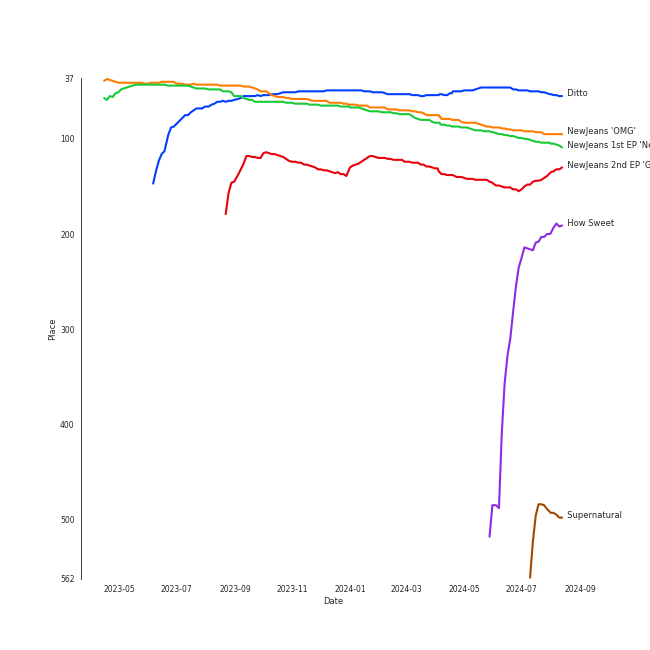 37
Ditto
NewJeans 'OMG'
100
NewJeans 1st EP 'Ne
NewJeans 2nd EP 'G
How Sweet
200
300
Place
400
500
Supernatural
562
2023-05
2023-07
2023-09
2023-11
2024-01
2024-03
2024-05
2024-07
2024-09
Date